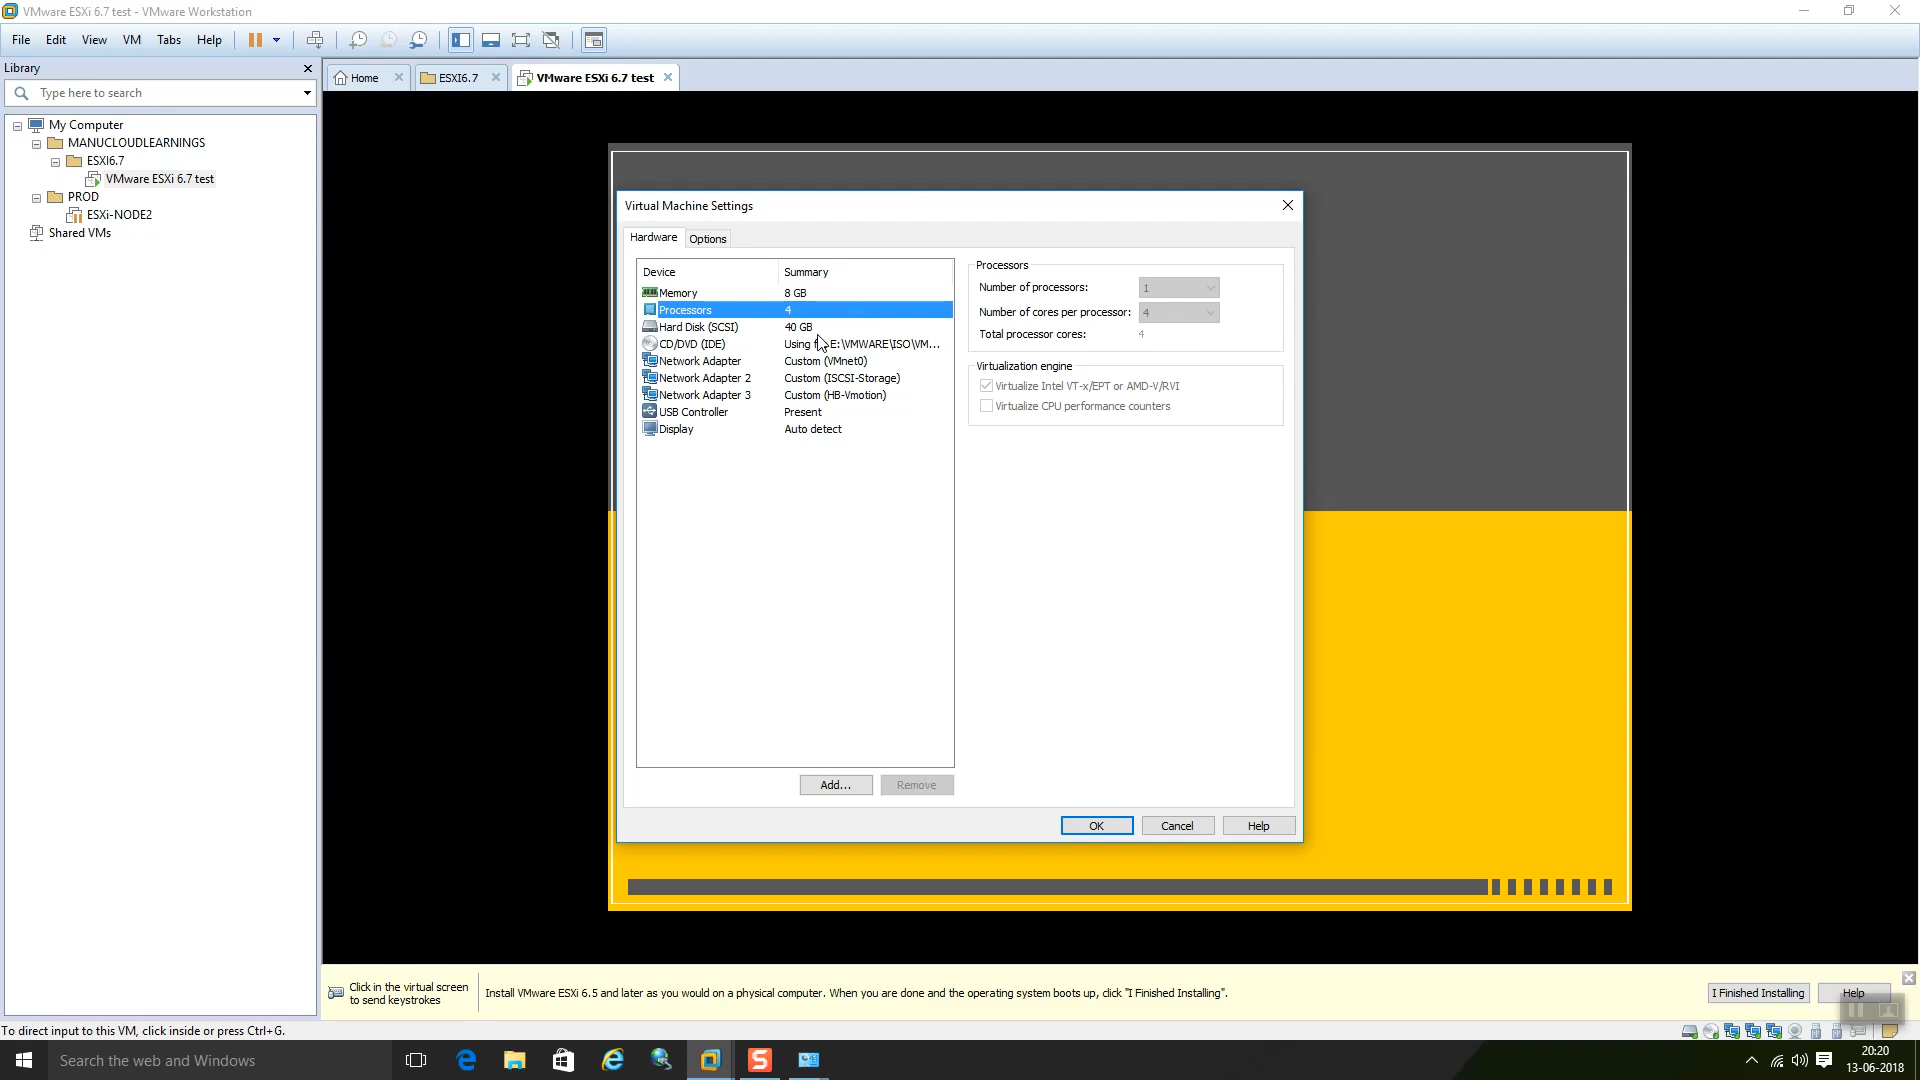 VMware ESXi 6.7 test - VMware Workstation
File Edit View VM Tabs Help
Library
Type here to search
My Computer
MANUCLOUDLEARNINGS
ESXI6.7
VMware ESXi 6.7 test
PROD
ESXi-NODE2
Shared VMs
Home
ESXI6.7
VMware ESXi 6.7 test
Virtual Machine Settings
Hardware Options
Device Summary
Memory 8 GB
Processors 4
Hard Disk (SCSI) 40 GB
CD/DVD (IDE) Using f E:\VMWARE\ISO\VM...
Network Adapter Custom (VMnet0)
Network Adapter 2 Custom (ISCSI-Storage)
Network Adapter 3 Custom (HB-Vmotion)
USB Controller Present
Display Auto detect
Add... Remove
Processors
Number of processors: 1
Number of cores per processor: 4
Total processor cores: 4
Virtualization engine
Virtualize Intel VT-x/EPT or AMD-V/RVI
Virtualize CPU performance counters
OK Cancel Help
Click in the virtual screen
to send keystrokes
Install VMware ESXi 6.5 and later as you would on a physical computer. When you are done and the operating system boots up, click "I Finished Installing".
I Finished Installing Help
To direct input to this VM, click inside or press Ctrl+G.
Search the web and Windows
20:20
13-06-2018